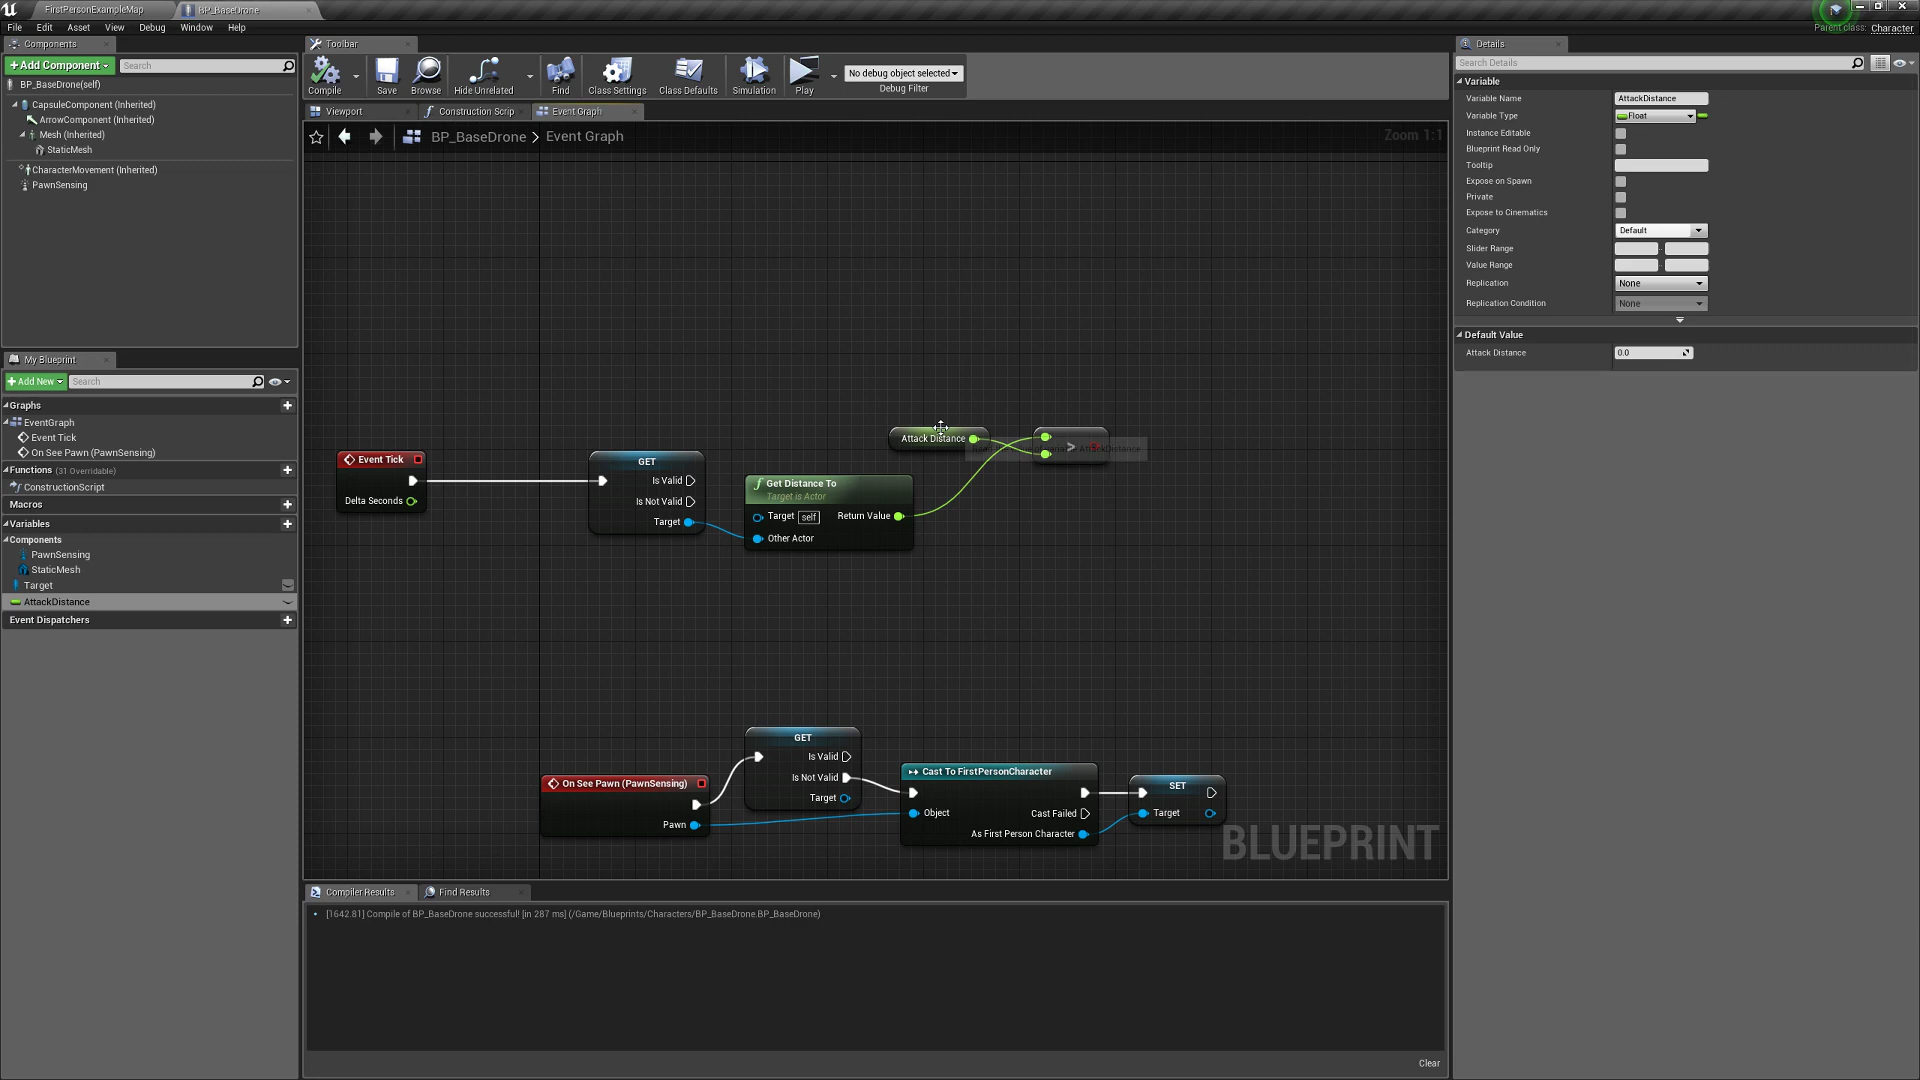 FirstPersonExampleMap
BP_BaseDrone
File Edit Asset View Debug Window Help
Parent class: Character
Components
+Add Component
Search
BP_BaseDrone(self)
CapsuleComponent (Inherited)
ArrowComponent (Inherited)
Mesh (Inherited)
StaticMesh
CharacterMovement (Inherited)
PawnSensing
My Blueprint
+Add New
Search
Graphs
EventGraph
Event Tick
On See Pawn (PawnSensing)
Functions (31 Overridable)
ConstructionScript
Macros
Variables
Components
PawnSensing
StaticMesh
Target
AttackDistance
Event Dispatchers
Toolbar
Compile
Save
Browse
Hide Unrelated
Find
Class Settings
Class Defaults
Simulation
Play
No debug object selected
Debug Filter
Viewport
Construction Scrip
Event Graph
BP_BaseDrone > Event Graph
Zoom 1:1
Event Tick
Delta Seconds
GET
Is Valid
Is Not Valid
Target
Get Distance To
Target is Actor
Target self
Return Value
Other Actor
Attack Distance
>
AttackDistance
On See Pawn (PawnSensing)
Pawn
GET
Is Valid
Is Not Valid
Target
Cast To FirstPersonCharacter
Object
Cast Failed
As First Person Character
SET
Target
BLUEPRINT
Compiler Results
Find Results
[1642.81] Compile of BP_BaseDrone successful! [in 287 ms] (/Game/Blueprints/Characters/BP_BaseDrone.BP_BaseDrone)
Clear
Details
Search Details
Variable
Variable Name AttackDistance
Variable Type Float
Instance Editable
Blueprint Read Only
Tooltip
Expose on Spawn
Private
Expose to Cinematics
Category Default
Slider Range
Value Range
Replication None
Replication Condition None
Default Value
Attack Distance 0.0